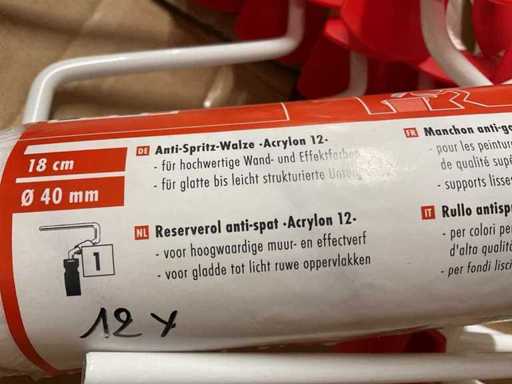 18 cm
Ø 40 mm
DE Anti-Spritz-Walze -Acrylon 12-
- für hochwertige Wand- und Effektfarben
- für glatte bis leicht strukturierte
NL Reserverol anti-spat -Acrylon 12-
- voor hoogwaardige muur- en effectverf
- voor gladde tot licht ruwe oppervlakken
1
12 x
FR Manchon anti-
- pour les peintur
de qualité supé
- supports lisse
IT Rullo antisp
- per colori pe
d'alta qualità
- per fondi lisci